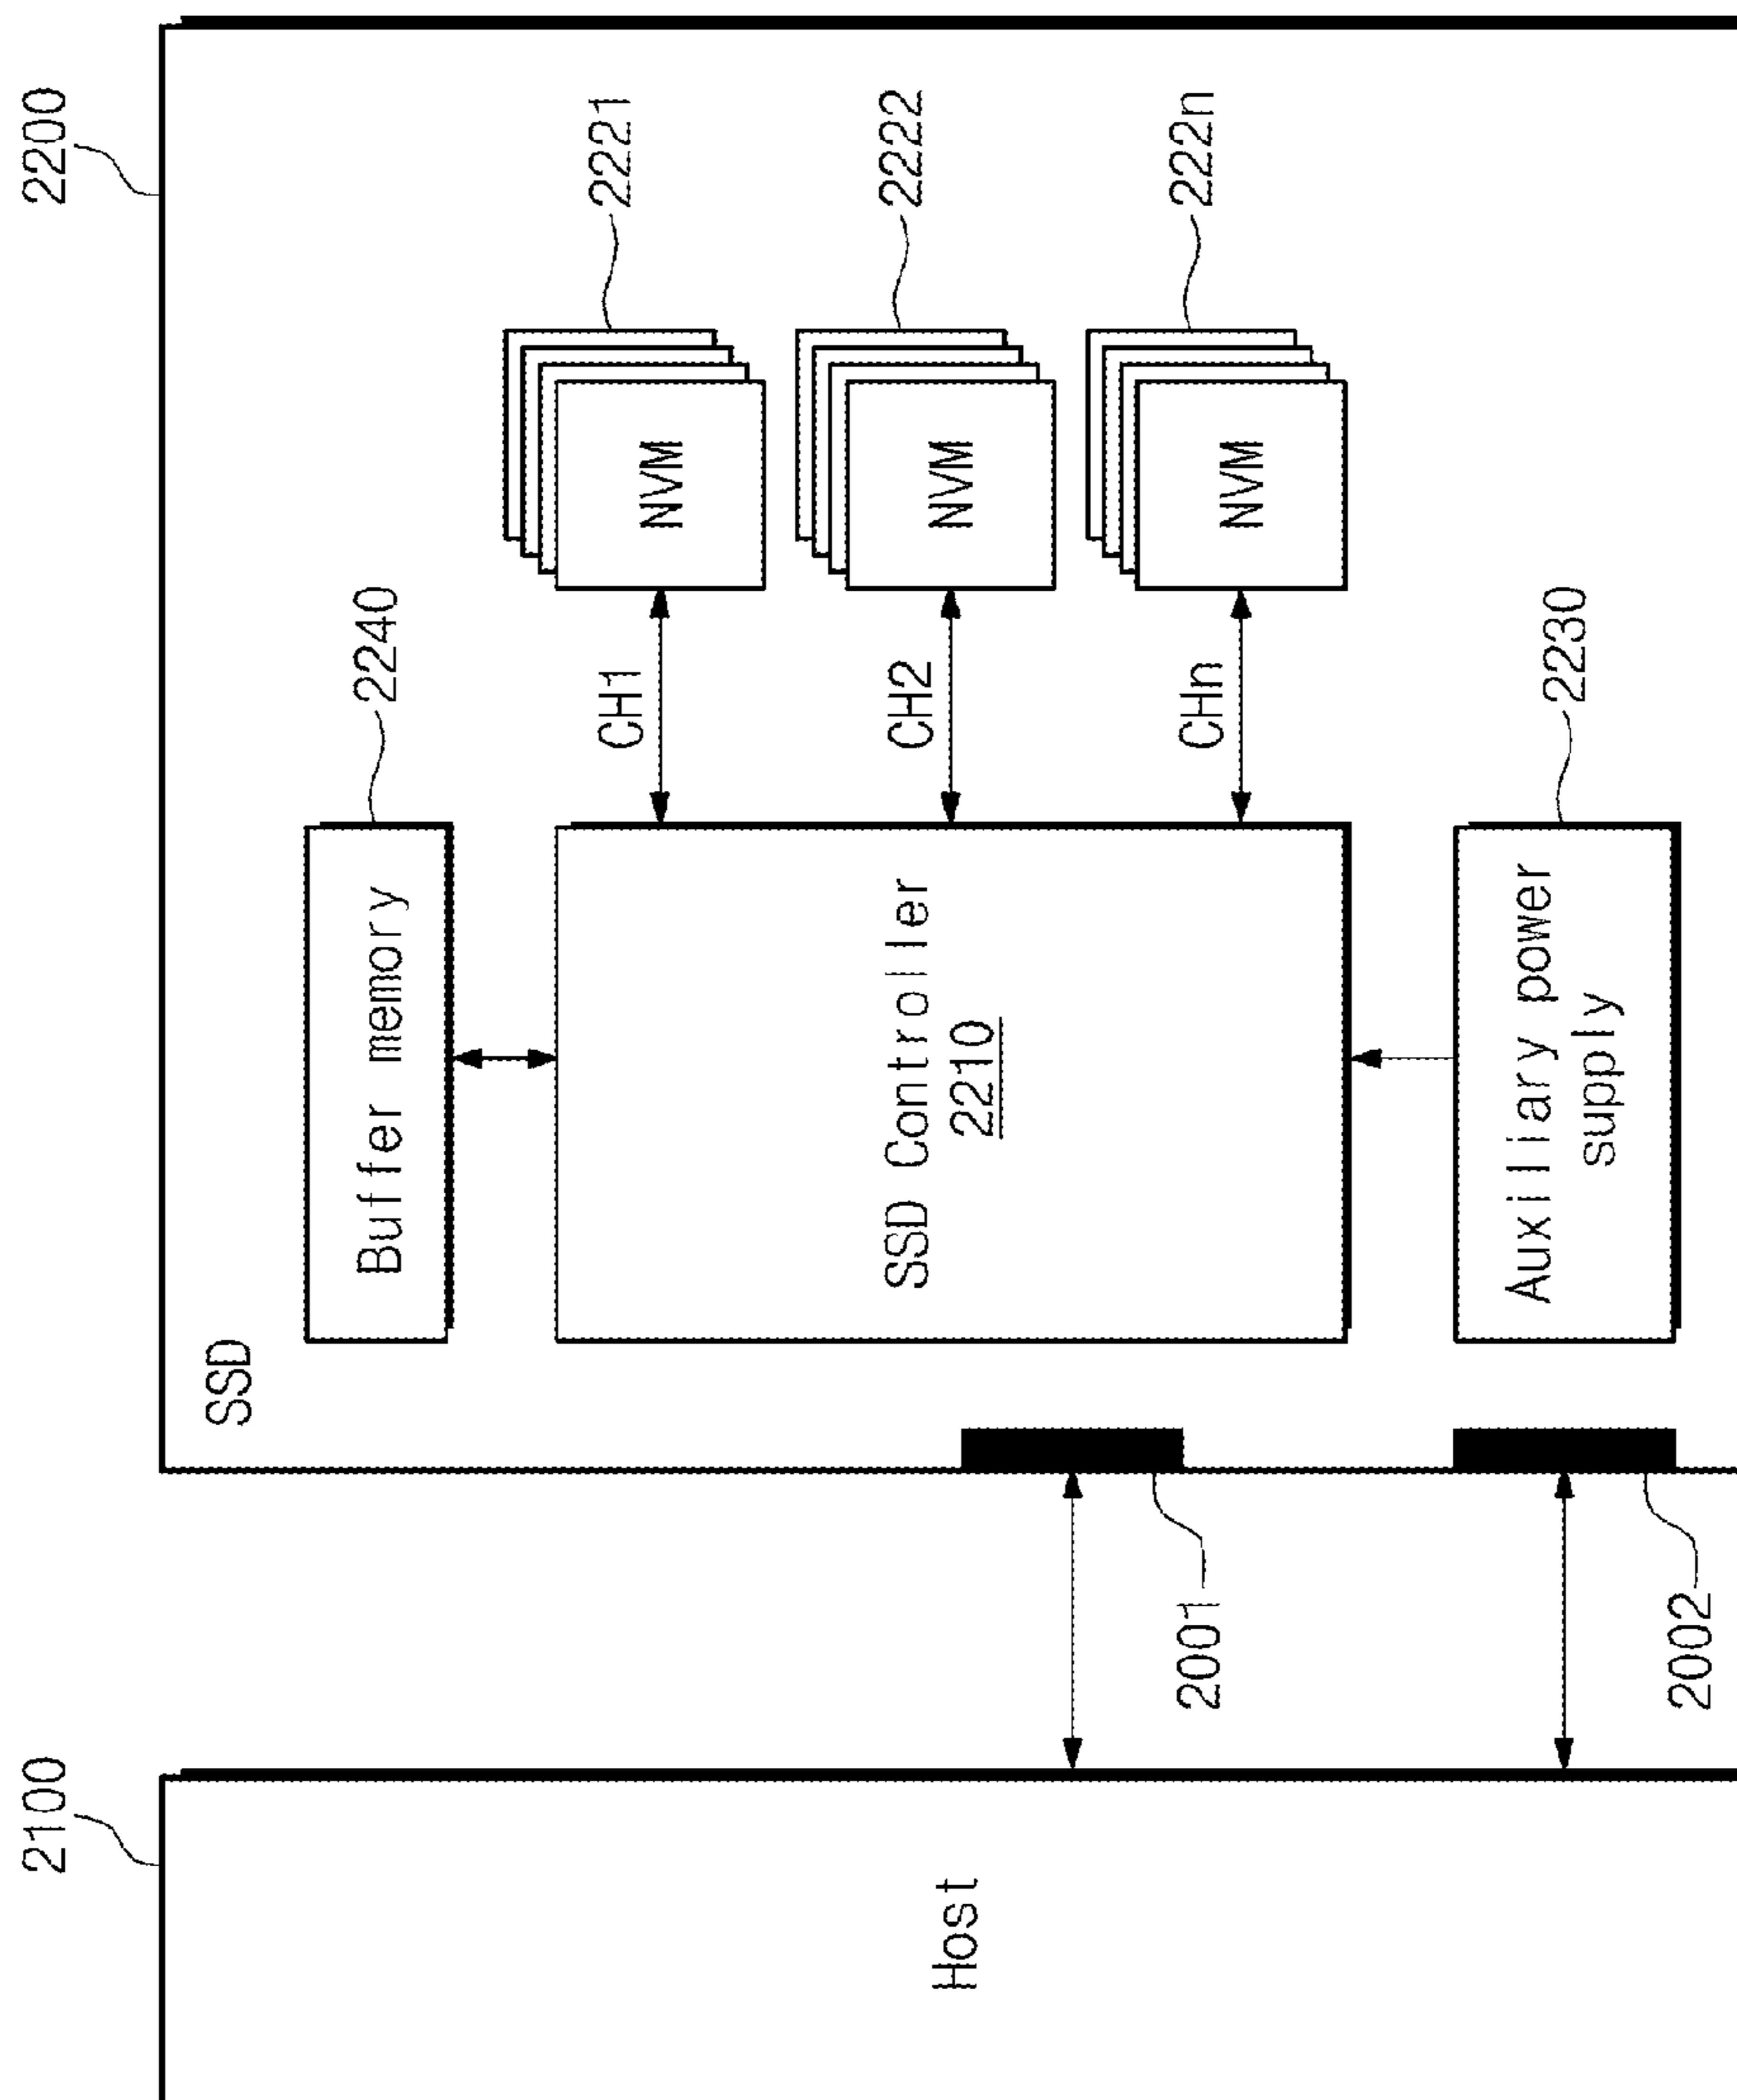 2100
2200
Host
SSD
2001
2002
Buffer memory
2240
SSD Controller
2210
CH1
NVM
2221
CH2
NVM
2222
CHn
NVM
222n
Auxiliary power
supply
2230